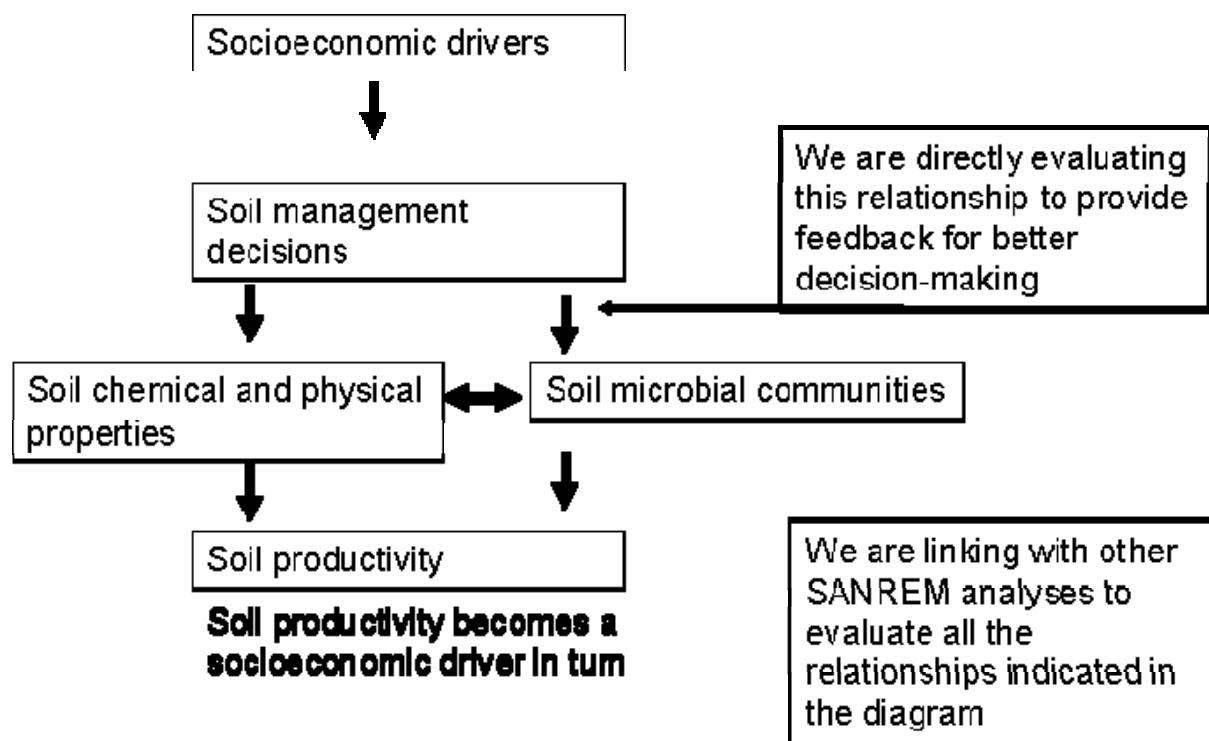 Socioeconomic drivers
We are directly evaluating
this relationship to provide
feedback for better
decision-making
Soil management
decisions
Soil chemical and physical
properties
Soil microbial communities
Soil productivity
Soil productivity becomes a
socioeconomic driver in turn
We are linking with other
SANREM analyses to
evaluate all the
relationships indicated in
the diagram